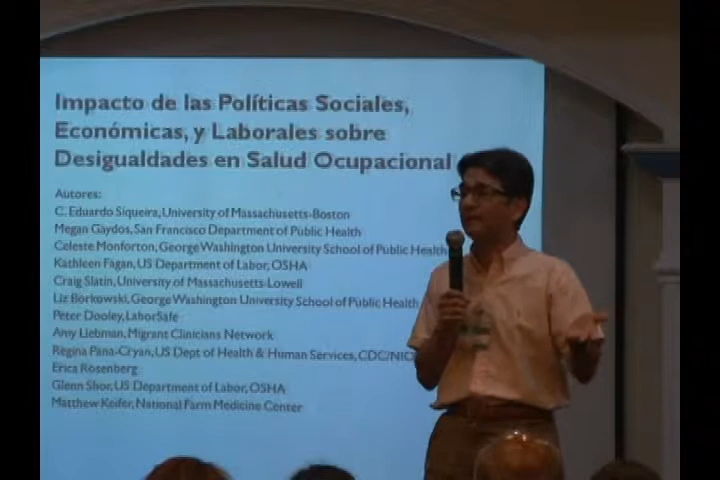 Impacto de las Políticas Sociales,
Económicas, y Laborales sobre
Desigualdades en Salud Ocupacional
Autores:
C. Eduardo Siqueira, University of Massachusetts-Boston
Megan Gaydos, San Francisco Department of Public Health
Celeste Monforton, George Washington University School of Public Health
Kathleen Fagan, US Department of Labor, OSHA
Craig Slatin, University of Massachusetts-Lowell
Liz Borkowski, George Washington University School of Public Health
Peter Dooley, LaborSafe
Amy Liebman, Migrant Clinicians Network
Regina Pana-Cryan, US Dept of Health & Human Services, CDC/NIO
Erica Rosenberg
Glenn Shor, US Department of Labor, OSHA
Matthew Keifer, National Farm Medicine Center